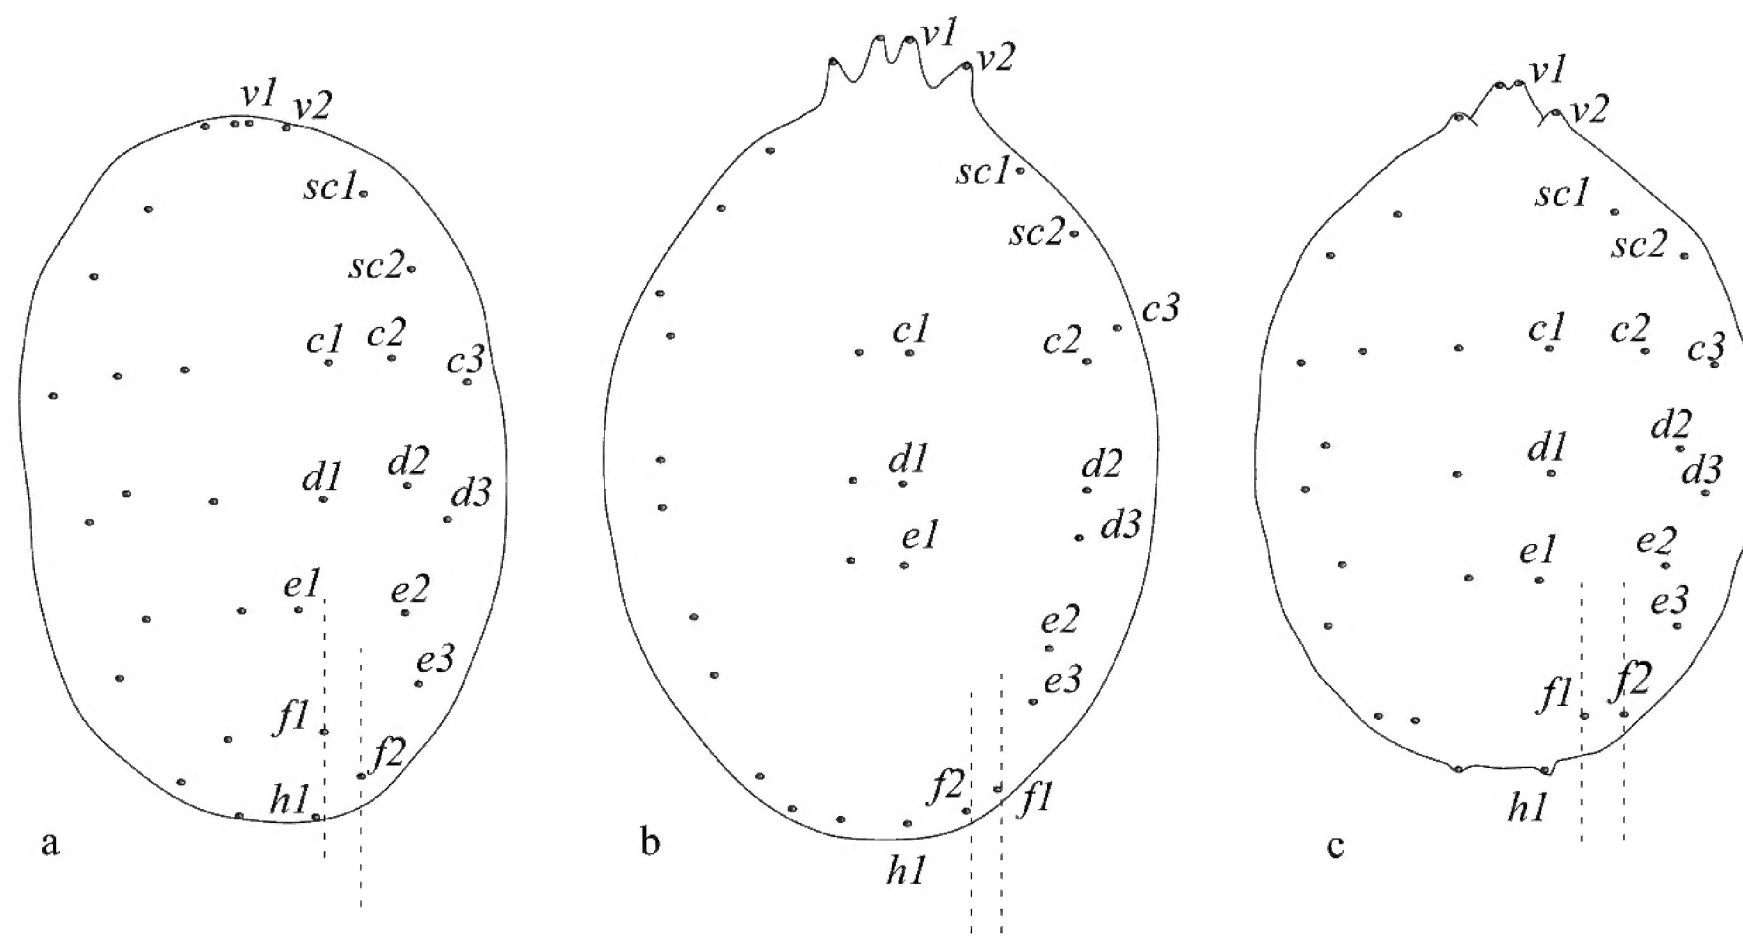 v1 v2
sc1
sc2
c1 c2 c3
d1 d2 d3
e1 e2
e3
f1
f2
h1
a
v1
v2
sc1
sc2
c1 c2 c3
d1 d2
d3
e1
e2
e3
f2 f1
h1
b
v1
v2
sc1
sc2
c1 c2 c3
d1 d2
d3
e1 e2
e3
f1 f2
h1
c